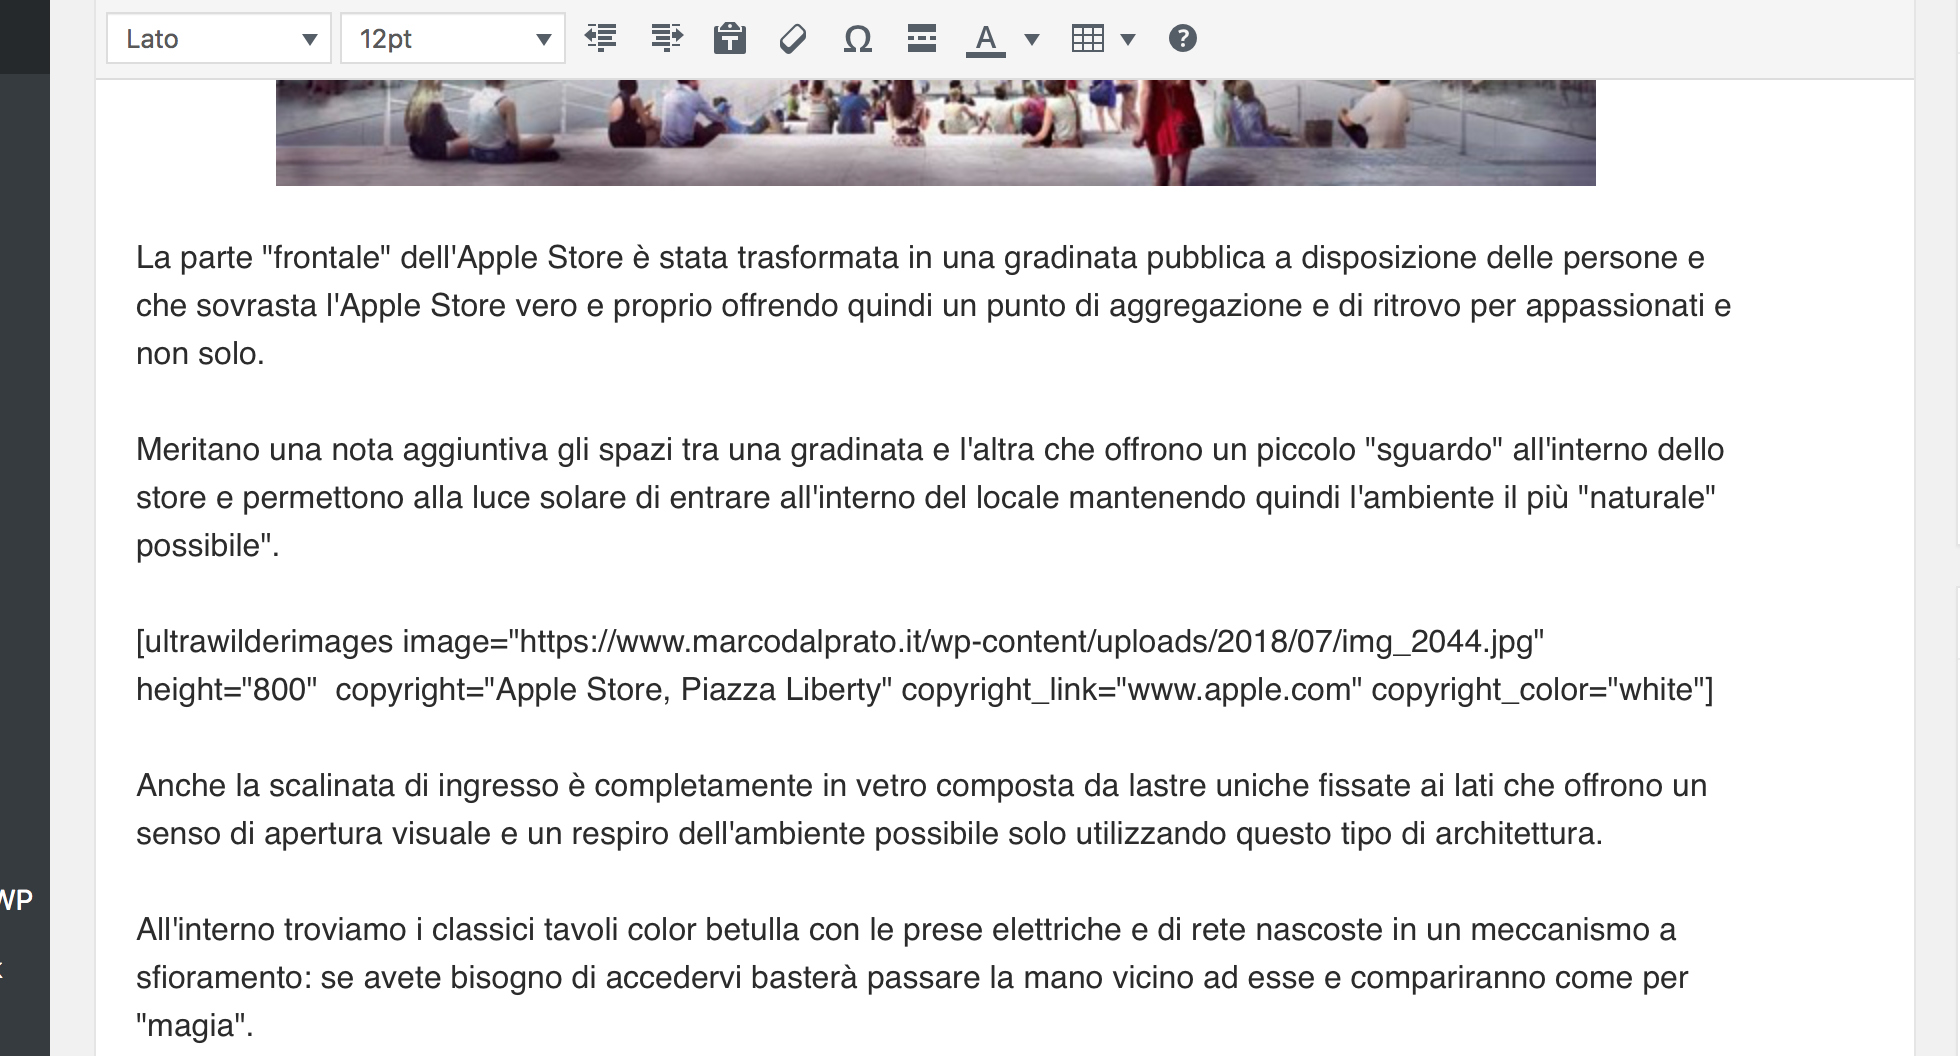 Lato
12pt
La parte "frontale" dell'Apple Store è stata trasformata in una gradinata pubblica a disposizione delle persone e
che sovrasta l'Apple Store vero e proprio offrendo quindi un punto di aggregazione e di ritrovo per appassionati e
non solo.
Meritano una nota aggiuntiva gli spazi tra una gradinata e l'altra che offrono un piccolo "sguardo" all'interno dello
store e permettono alla luce solare di entrare all'interno del locale mantenendo quindi l'ambiente il più "naturale"
possibile".
[ultrawilderimages image="https://www.marcodalprato.it/wp-content/uploads/2018/07/img_2044.jpg"
height="800"  copyright="Apple Store, Piazza Liberty" copyright_link="www.apple.com" copyright_color="white"]
Anche la scalinata di ingresso è completamente in vetro composta da lastre uniche fissate ai lati che offrono un
senso di apertura visuale e un respiro dell'ambiente possibile solo utilizzando questo tipo di architettura.
WP
All'interno troviamo i classici tavoli color betulla con le prese elettriche e di rete nascoste in un meccanismo a
sfioramento: se avete bisogno di accedervi basterà passare la mano vicino ad esse e compariranno come per
"magia".